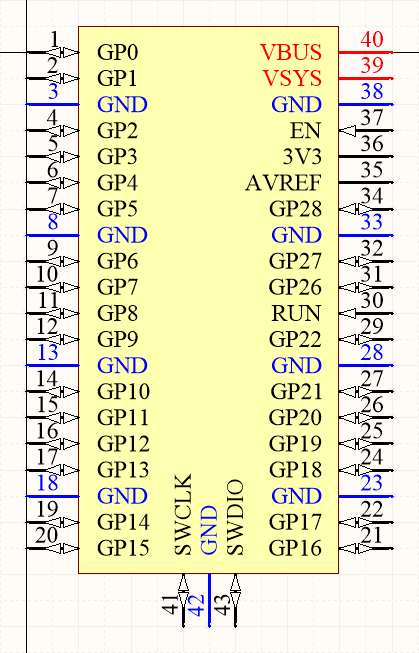 1 GP0 VBUS 40
2 GP1 VSYS 39
3 GND GND 38
4 GP2 EN 37
5 GP3 3V3 36
6 GP4 AVREF 35
7 GP5 GP28 34
8 GND GND 33
9 GP6 GP27 32
10 GP7 GP26 31
11 GP8 RUN 30
12 GP9 GP22 29
13 GND GND 28
14 GP10 GP21 27
15 GP11 GP20 26
16 GP12 GP19 25
17 GP13 GP18 24
18 GND GND 23
19 GP14 GP17 22
20 GP15 GP16 21
SWCLK 41
GND 42
SWDIO 43